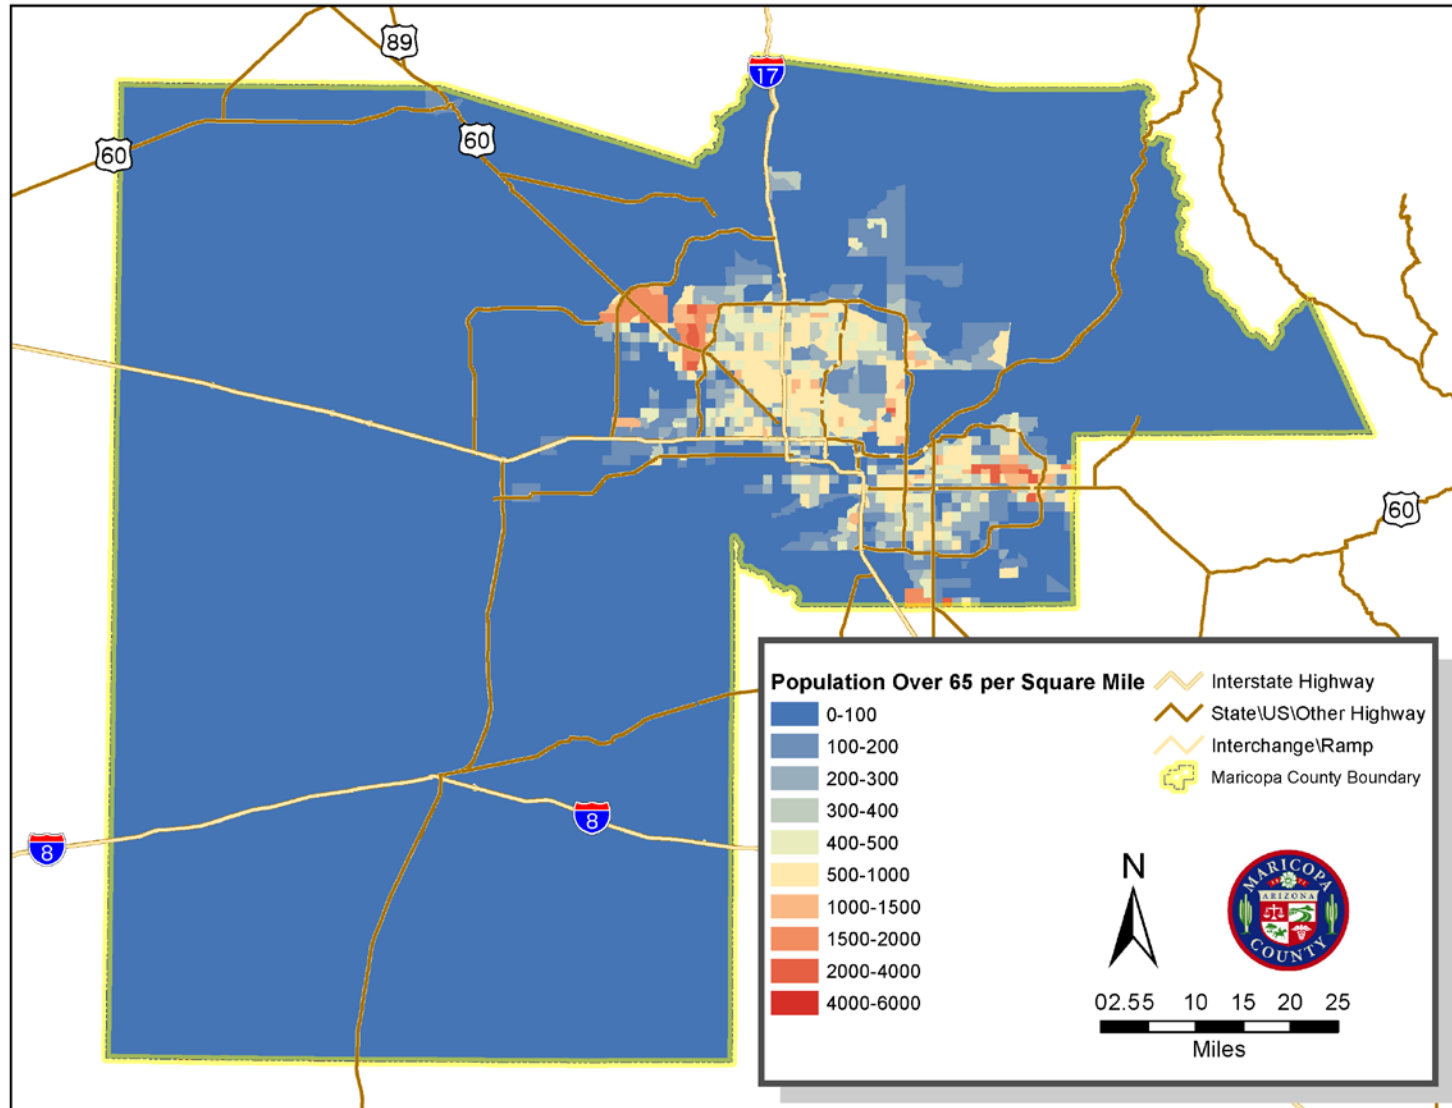 89
17
60
60
60
8
8
Population Over 65 per Square Mile
0-100
100-200
200-300
300-400
400-500
500-1000
1000-1500
1500-2000
2000-4000
4000-6000
Interstate Highway
State\US\Other Highway
Interchange\Ramp
Maricopa County Boundary
N
MARICOPA
ARIZONA
COUNTY
02.55 10 15 20 25
Miles